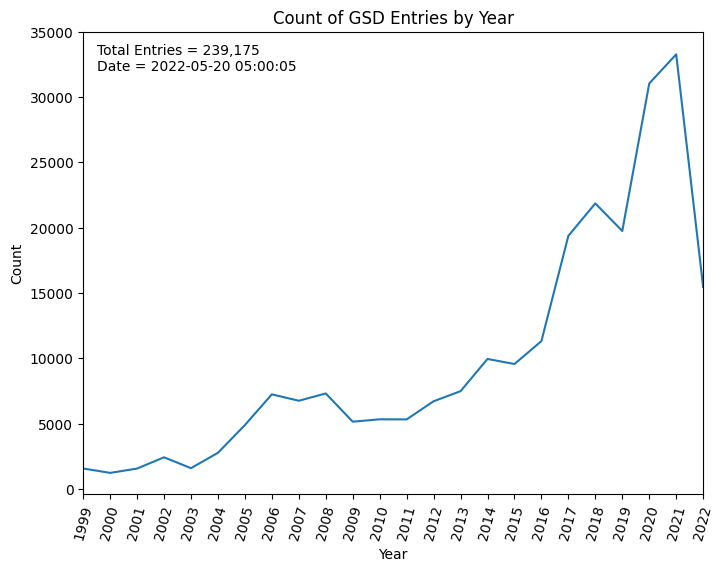 Count of GSD Entries by Year
Total Entries = 239,175
Date = 2022-05-20 05:00:05
35000
30000
25000
20000
15000
10000
5000
0
Count
1999 2000 2001 2002 2003 2004 2005 2006 2007 2008 2009 2010 2011 2012 2013 2014 2015 2016 2017 2018 2019 2020 2021 2022
Year